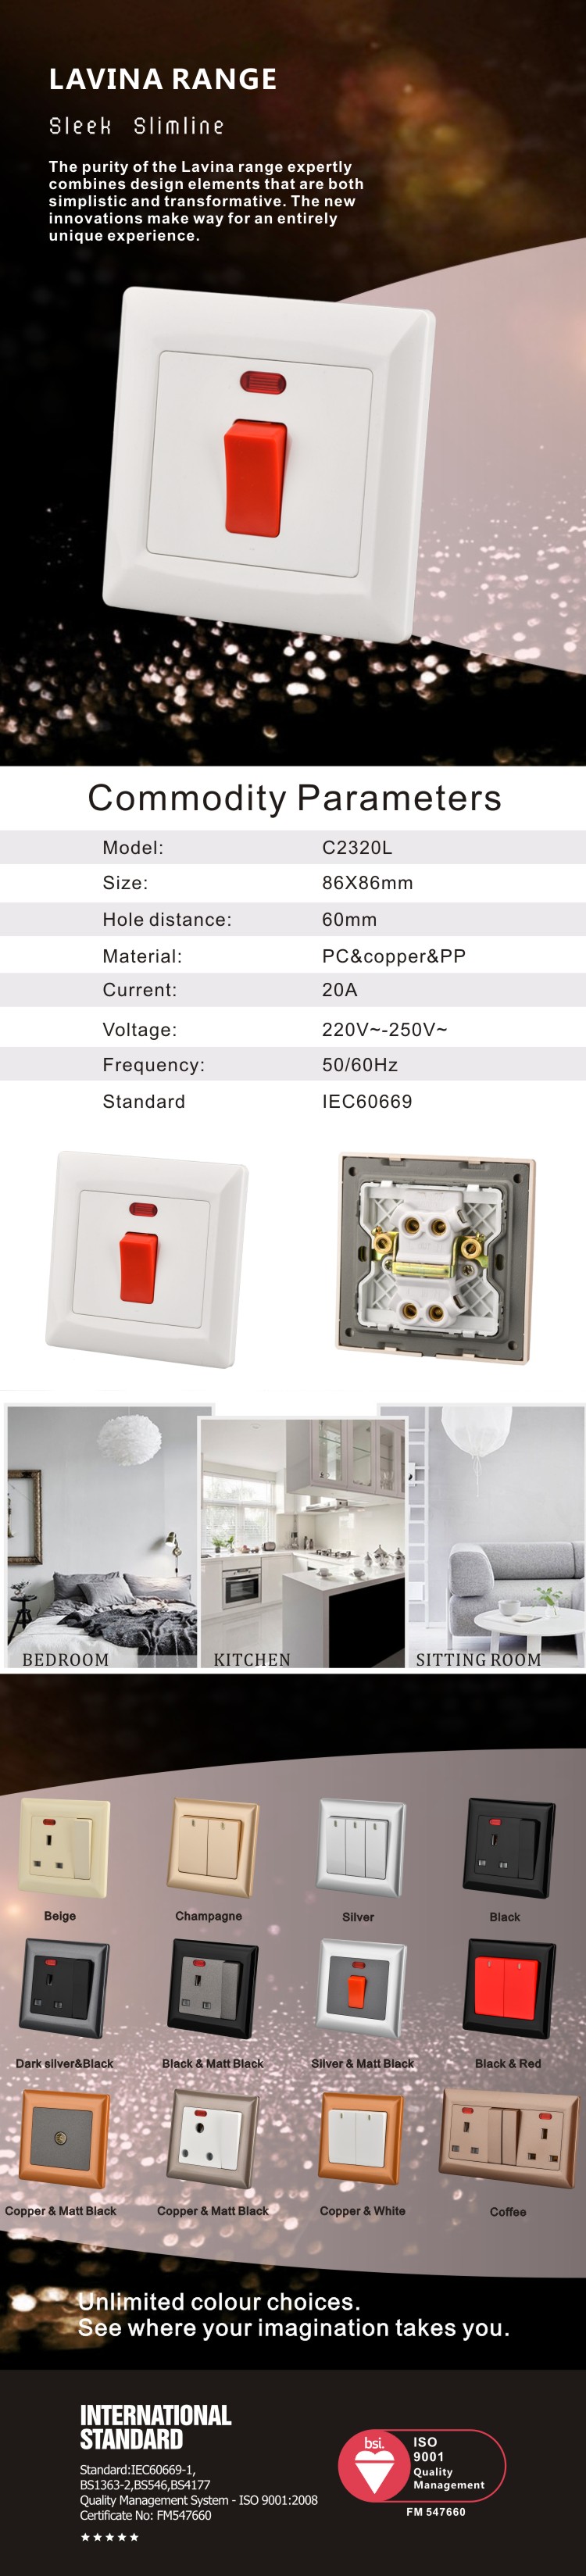 LAVINA RANGE
Sleek Slimline
The purity of the Lavina range expertly
combines design elements that are both
simplistic and transformative. The new
innovations make way for an entirely
unique experience.
Commodity Parameters
Model: C2320L
Size: 86X86mm
Hole distance: 60mm
Material: PC&copper&PP
Current: 20A
Voltage: 220V~-250V~
Frequency: 50/60Hz
Standard IEC60669
BEDROOM KITCHEN SITTING ROOM
Beige Champagne Silver Black
Dark silver&Black Black & Matt Black Silver & Matt Black Black & Red
Copper & Matt Black Copper & Matt Black Copper & White Coffee
Unlimited colour choices.
See where your imagination takes you.
INTERNATIONAL
STANDARD
Standard:IEC60669-1,
BS1363-2,BS546,BS4177
Quality Management System - ISO 9001:2008
Certificate No: FM547660
★★★★★
bsi.
ISO
9001
Quality
Management
FM 547660